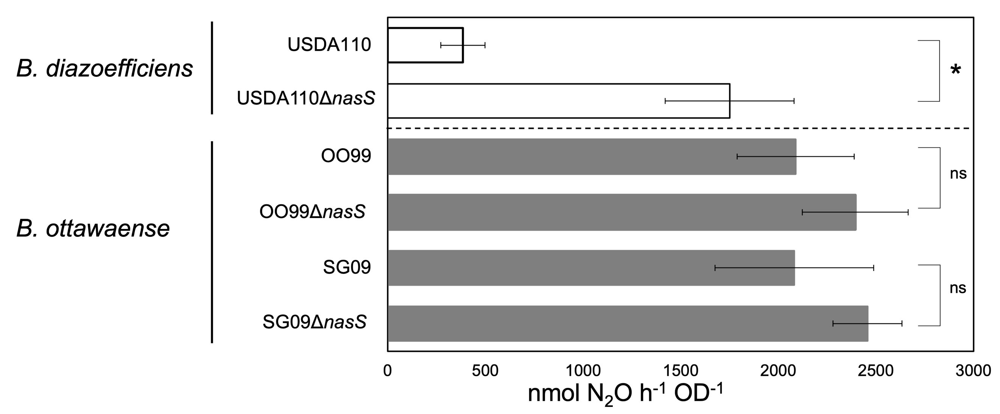 USDA110
B. diazoefficiens
*
USDA110ΔnasS
OO99
ns
OO99ΔnasS
B. ottawaense
SG09
ns
SG09ΔnasS
0 500 1000 1500 2000 2500 3000
nmol N₂O h⁻¹ OD⁻¹